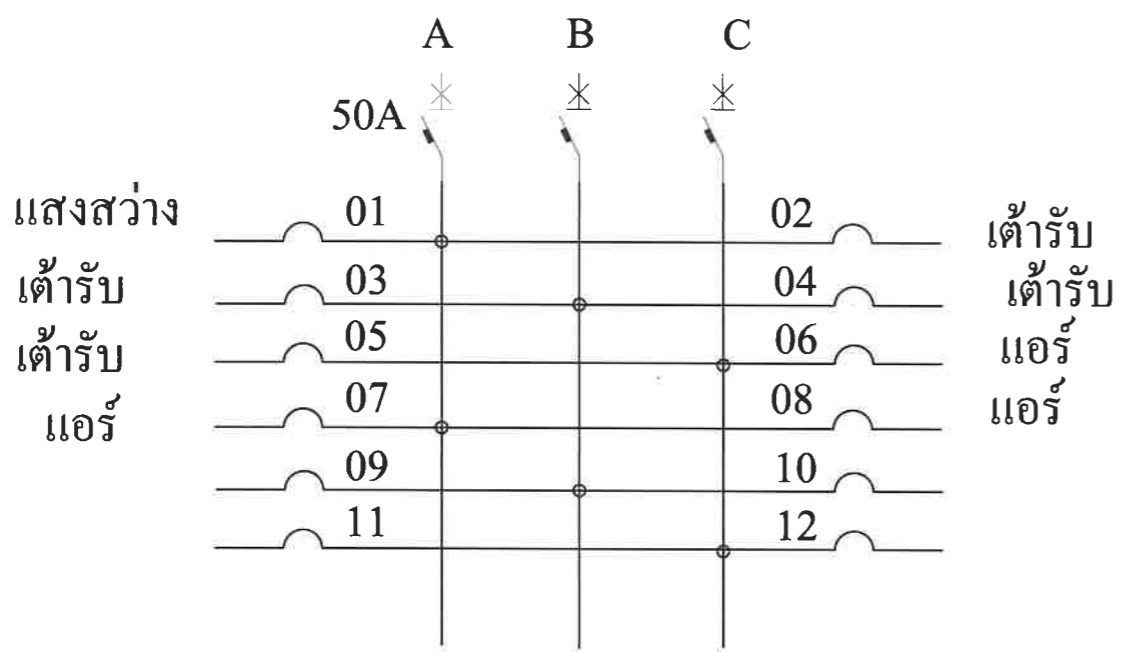 A B C
50A
แสงสว่าง 01 02 เต้ารับ
เต้ารับ 03 04 เต้ารับ
เต้ารับ 05 06 แอร์
แอร์ 07 08 แอร์
09 10
11 12